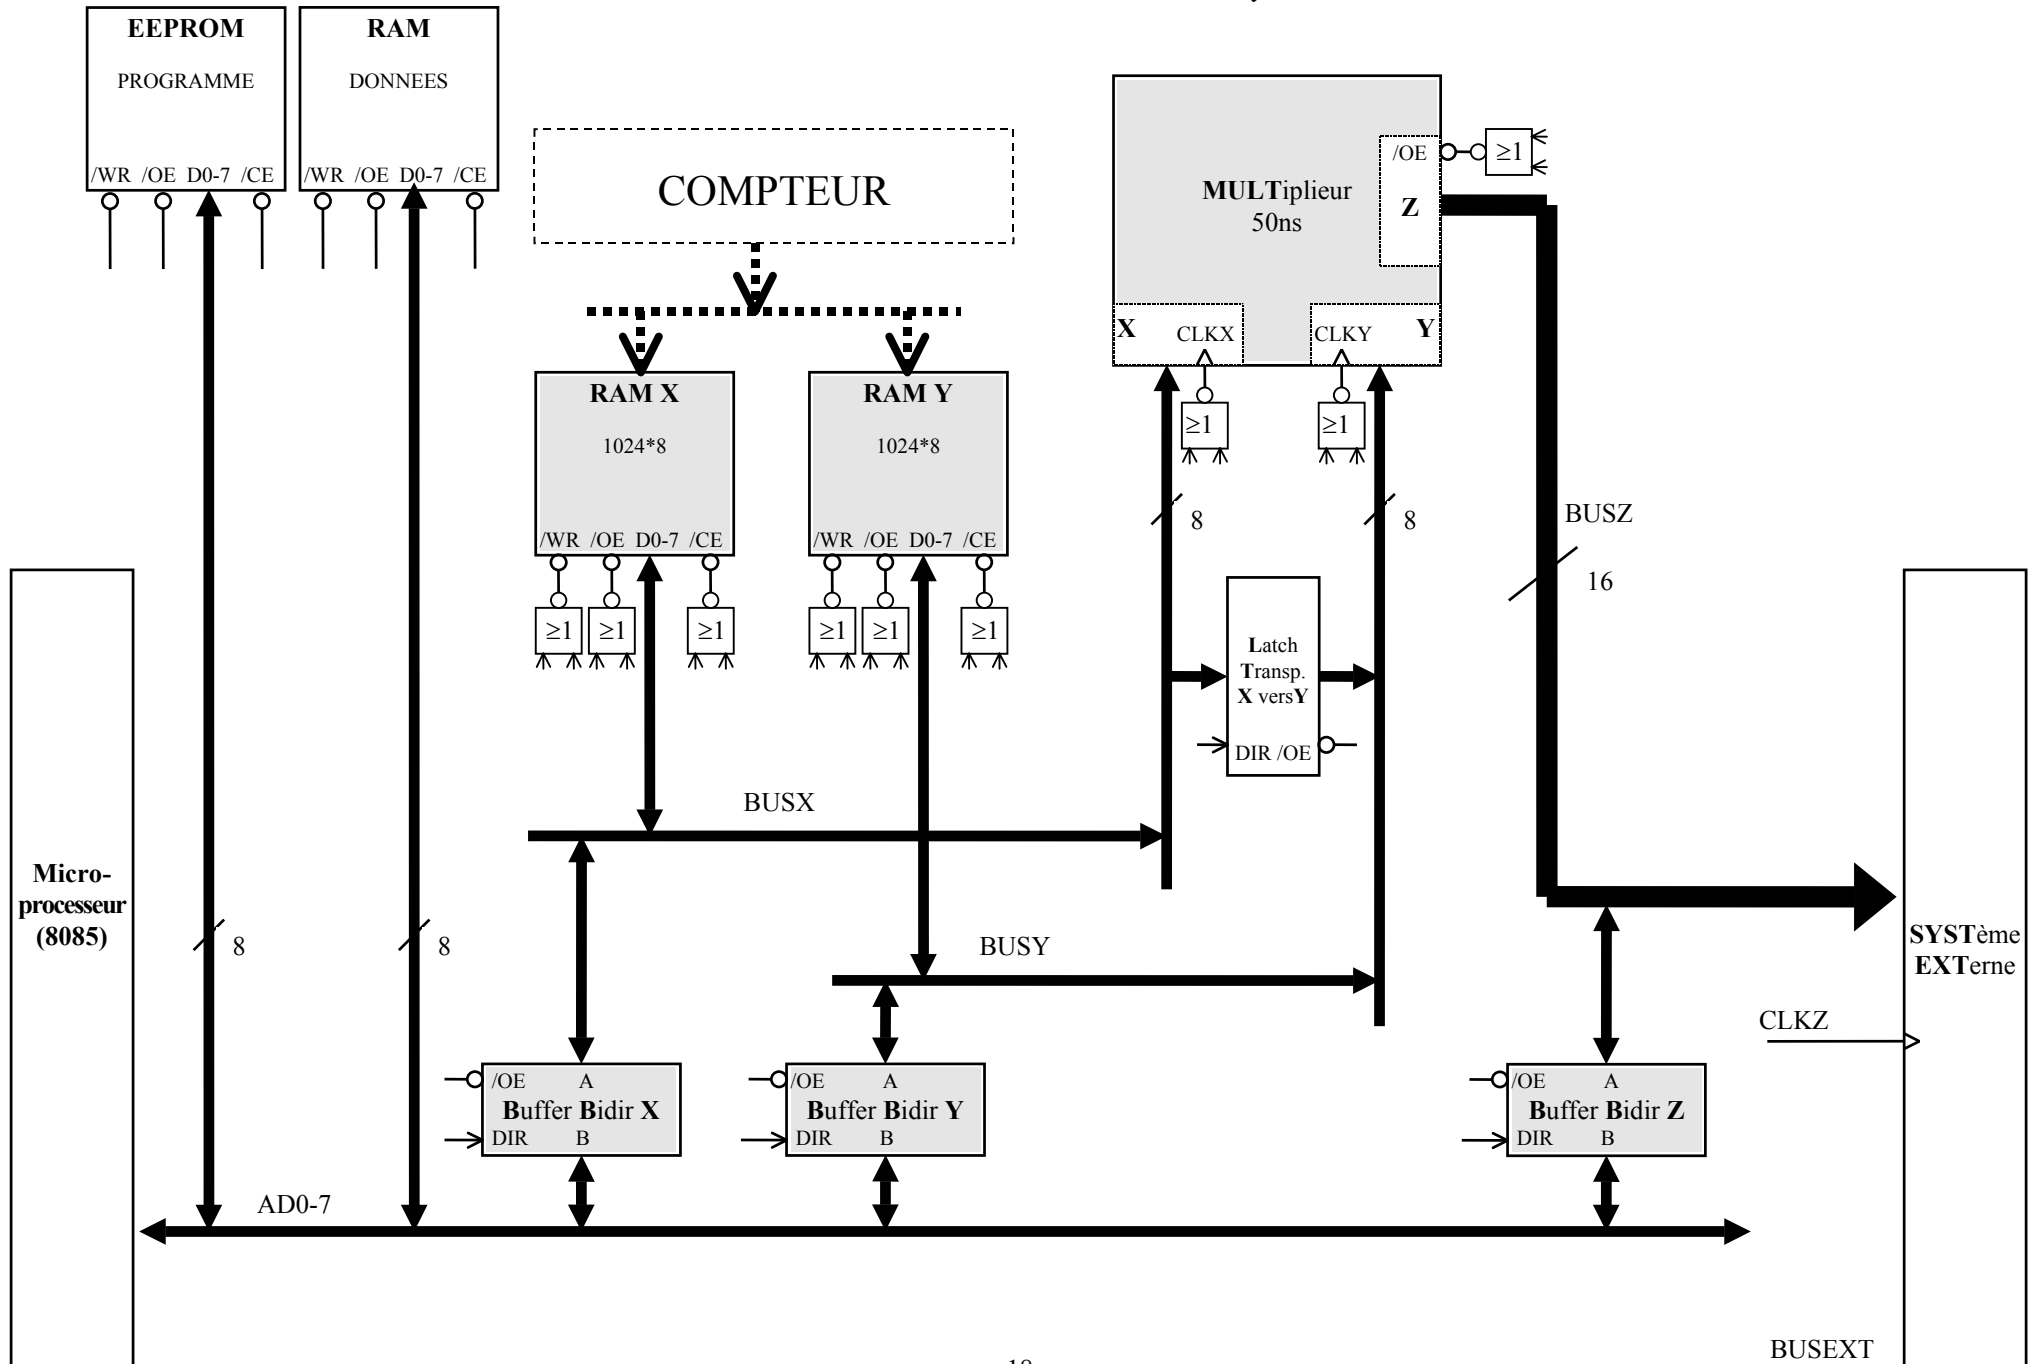 EEPROM
PROGRAMME
/WR /OE D0-7 /CE
RAM
DONNEES
/WR /OE D0-7 /CE
COMPTEUR
MULTiplieur
50ns
/OE
Z
≥1
X CLKX
CLKY Y
≥1
≥1
RAM X
1024*8
/WR /OE D0-7 /CE
≥1
≥1
≥1
RAM Y
1024*8
/WR /OE D0-7 /CE
≥1
≥1
≥1
8
8
BUSZ
16
Latch
Transp.
X versY
DIR /OE
BUSX
BUSY
Micro-
processeur
(8085)
8
8
SYSTème
EXTerne
CLKZ
/OE A
Buffer Bidir X
DIR B
/OE A
Buffer Bidir Y
DIR B
/OE A
Buffer Bidir Z
DIR B
AD0-7
BUSEXT